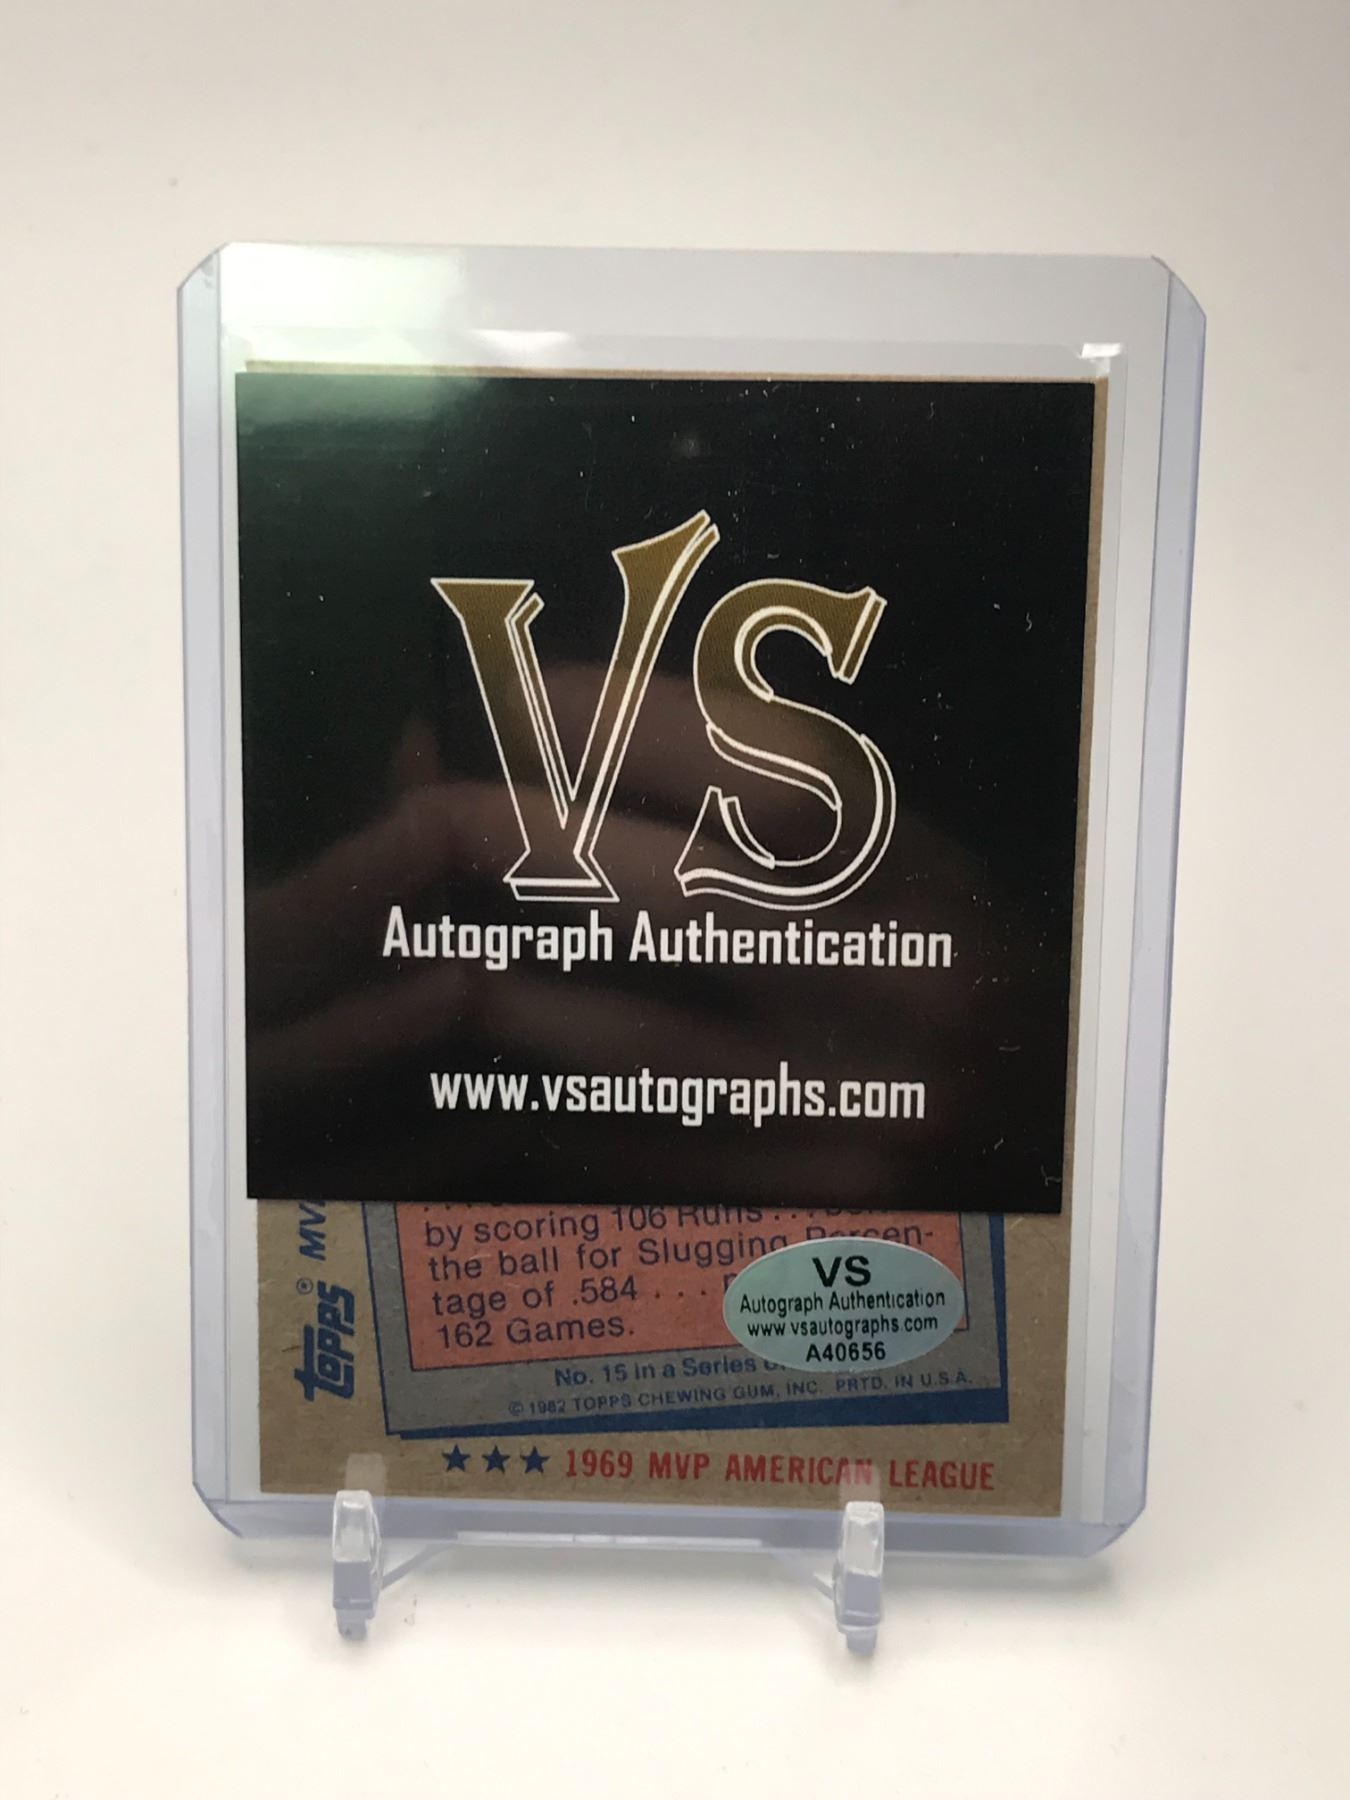 VS
Autograph Authentication
www.vsautographs.com
by scoring 106 Runs . . .
the ball for Slugging Percen-
tage of .584 . . .
162 Games.
VS
Autograph Authentication
www.vsautographs.com
A40656
No. 15 in a Series
© 1982 TOPPS CHEWING GUM, INC. PRTD. IN U.S.A.
topps® MV
★★★ 1969 MVP AMERICAN LEAGUE